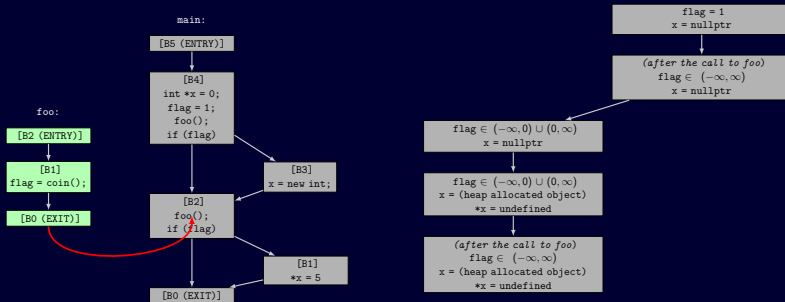 main:
[B5 (ENTRY)]
[B4]
int *x = 0;
flag = 1;
foo();
if (flag)
[B3]
x = new int;
[B2]
foo();
if (flag)
[B1]
*x = 5
[B0 (EXIT)]
foo:
[B2 (ENTRY)]
[B1]
flag = coin();
[B0 (EXIT)]
flag = 1
x = nullptr
(after the call to foo)
flag ∈ (−∞, ∞)
x = nullptr
flag ∈ (−∞, 0) ∪ (0, ∞)
x = nullptr
flag ∈ (−∞, 0) ∪ (0, ∞)
x = (heap allocated object)
*x = undefined
(after the call to foo)
flag ∈ (−∞, ∞)
x = (heap allocated object)
*x = undefined